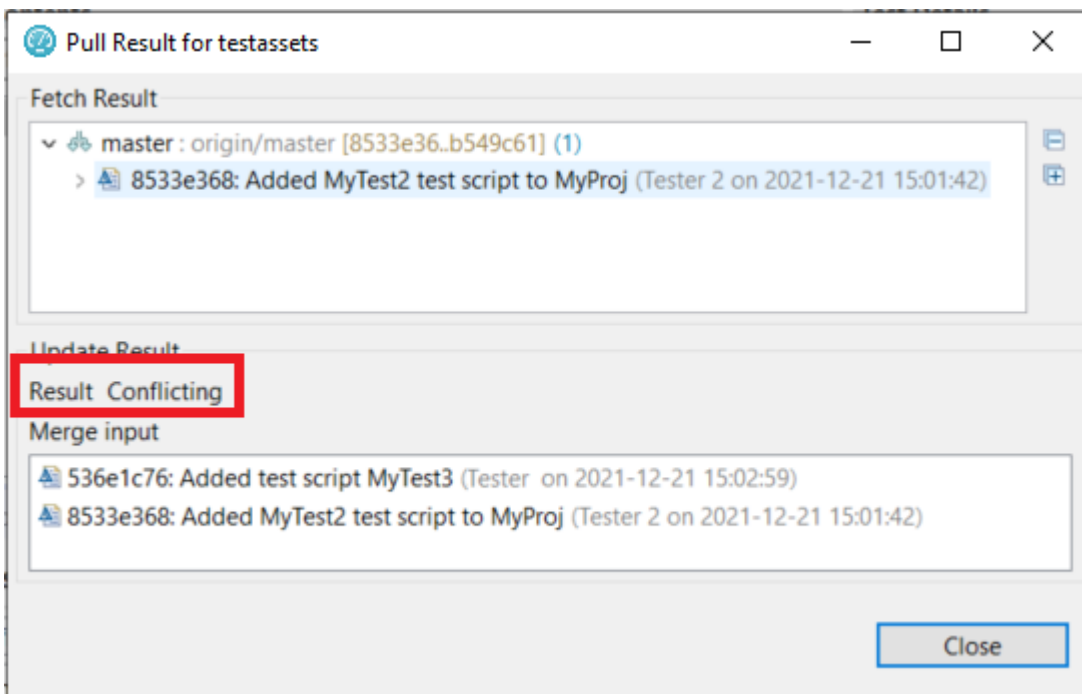 Pull Result for testassets
Fetch Result
master : origin/master [8533e36..b549c61] (1)
8533e368: Added MyTest2 test script to MyProj (Tester 2 on 2021-12-21 15:01:42)
Update Result
Result Conflicting
Merge input
536e1c76: Added test script MyTest3 (Tester on 2021-12-21 15:02:59)
8533e368: Added MyTest2 test script to MyProj (Tester 2 on 2021-12-21 15:01:42)
Close